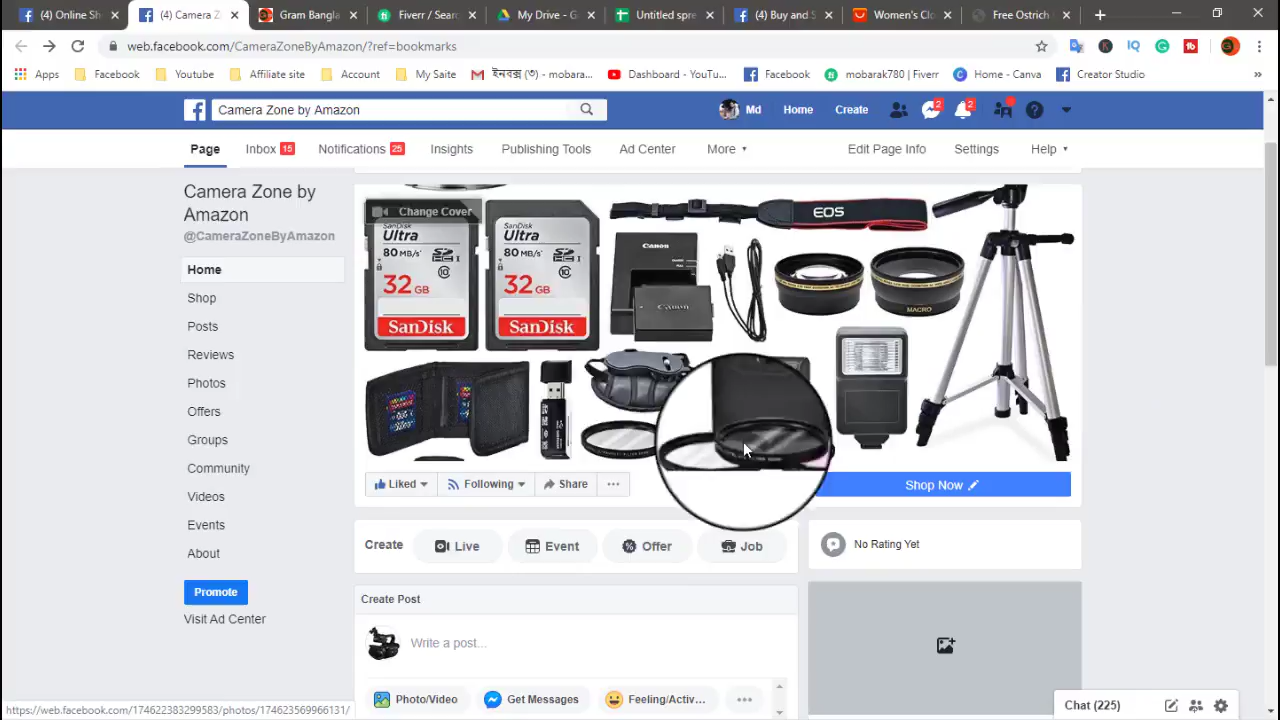 (4) Online Sh
(4) Camera Z
Gram Bangla
Fiverr / Sear
My Drive - G
Untitled spre
(4) Buy and S
Women's Clo
Free Ostrich
web.facebook.com/CameraZoneByAmazon/?ref=bookmarks
Apps
Facebook
Youtube
Affiliate site
Account
My Saite
ইনবক্স (৩) - mobara...
Dashboard - YouTu...
Facebook
mobarak780 | Fiverr
Home - Canva
Creator Studio
Camera Zone by Amazon
Md
Home
Create
2
2
Page
Inbox 15
Notifications 25
Insights
Publishing Tools
Ad Center
More
Edit Page Info
Settings
Help
Camera Zone by
Amazon
@CameraZoneByAmazon
Home
Shop
Posts
Reviews
Photos
Offers
Groups
Community
Videos
Events
About
Promote
Visit Ad Center
Change Cover
SanDisk
Ultra
80 MB/s
32 GB
SanDisk
SanDisk
Ultra
80 MB/s
32 GB
SanDisk
Canon
Canon
EOS
MACRO
Liked
Following
Share
...
Shop Now
Create
Live
Event
Offer
Job
No Rating Yet
Create Post
Write a post...
Photo/Video
Get Messages
Feeling/Activ...
Chat (225)
https://web.facebook.com/174622383299583/photos/174623569966131/